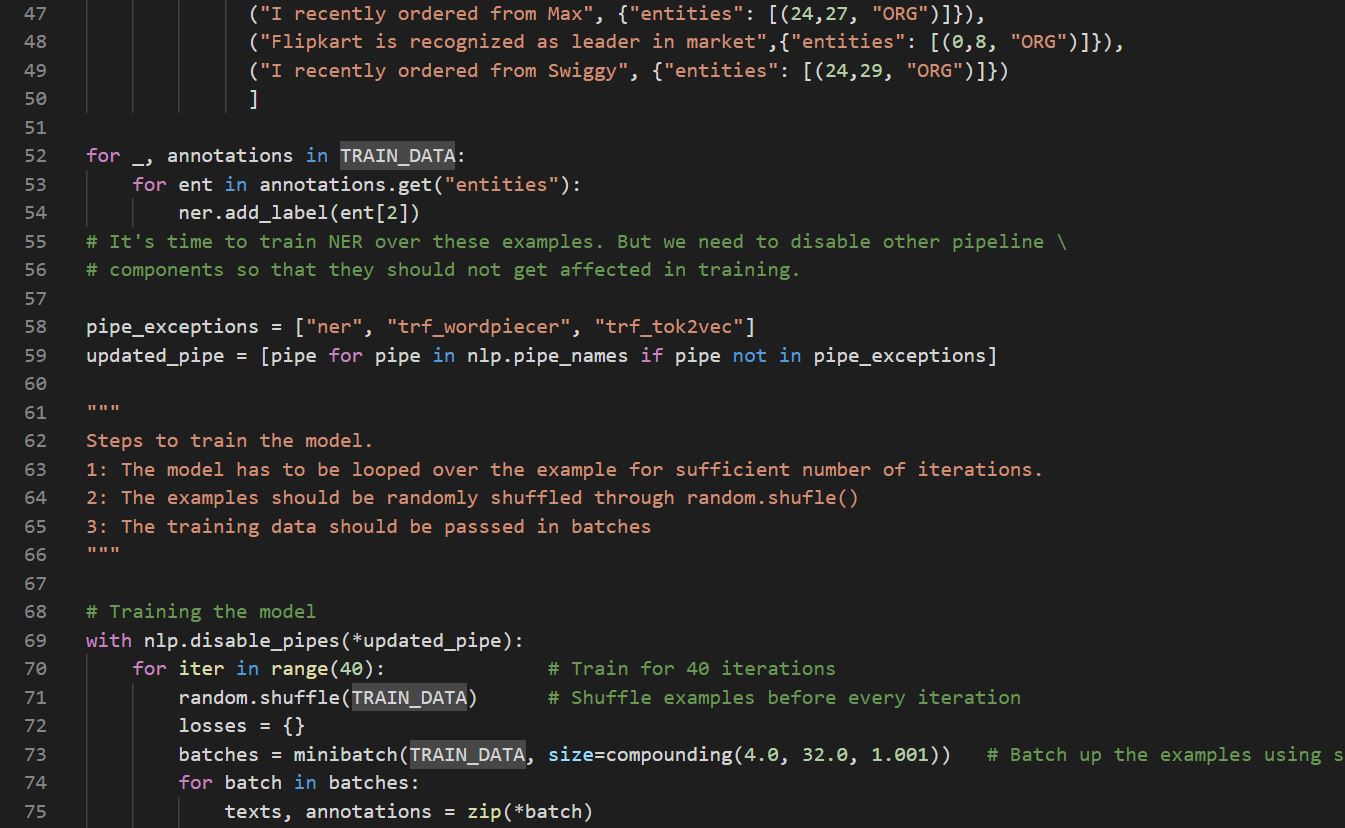 47 ("I recently ordered from Max", {"entities": [(24,27, "ORG")]}),
48 ("Flipkart is recognized as leader in market",{"entities": [(0,8, "ORG")]}),
49 ("I recently ordered from Swiggy", {"entities": [(24,29, "ORG")]})
50 ]
51
52 for _, annotations in TRAIN_DATA:
53     for ent in annotations.get("entities"):
54         ner.add_label(ent[2])
55 # It's time to train NER over these examples. But we need to disable other pipeline \
56 # components so that they should not get affected in training.
57
58 pipe_exceptions = ["ner", "trf_wordpiecer", "trf_tok2vec"]
59 updated_pipe = [pipe for pipe in nlp.pipe_names if pipe not in pipe_exceptions]
60
61 """
62 Steps to train the model.
63 1: The model has to be looped over the example for sufficient number of iterations.
64 2: The examples should be randomly shuffled through random.shufle()
65 3: The training data should be passsed in batches
66 """
67
68 # Training the model
69 with nlp.disable_pipes(*updated_pipe):
70     for iter in range(40):              # Train for 40 iterations
71         random.shuffle(TRAIN_DATA)      # Shuffle examples before every iteration
72         losses = {}
73         batches = minibatch(TRAIN_DATA, size=compounding(4.0, 32.0, 1.001))   # Batch up the examples using s
74         for batch in batches:
75             texts, annotations = zip(*batch)